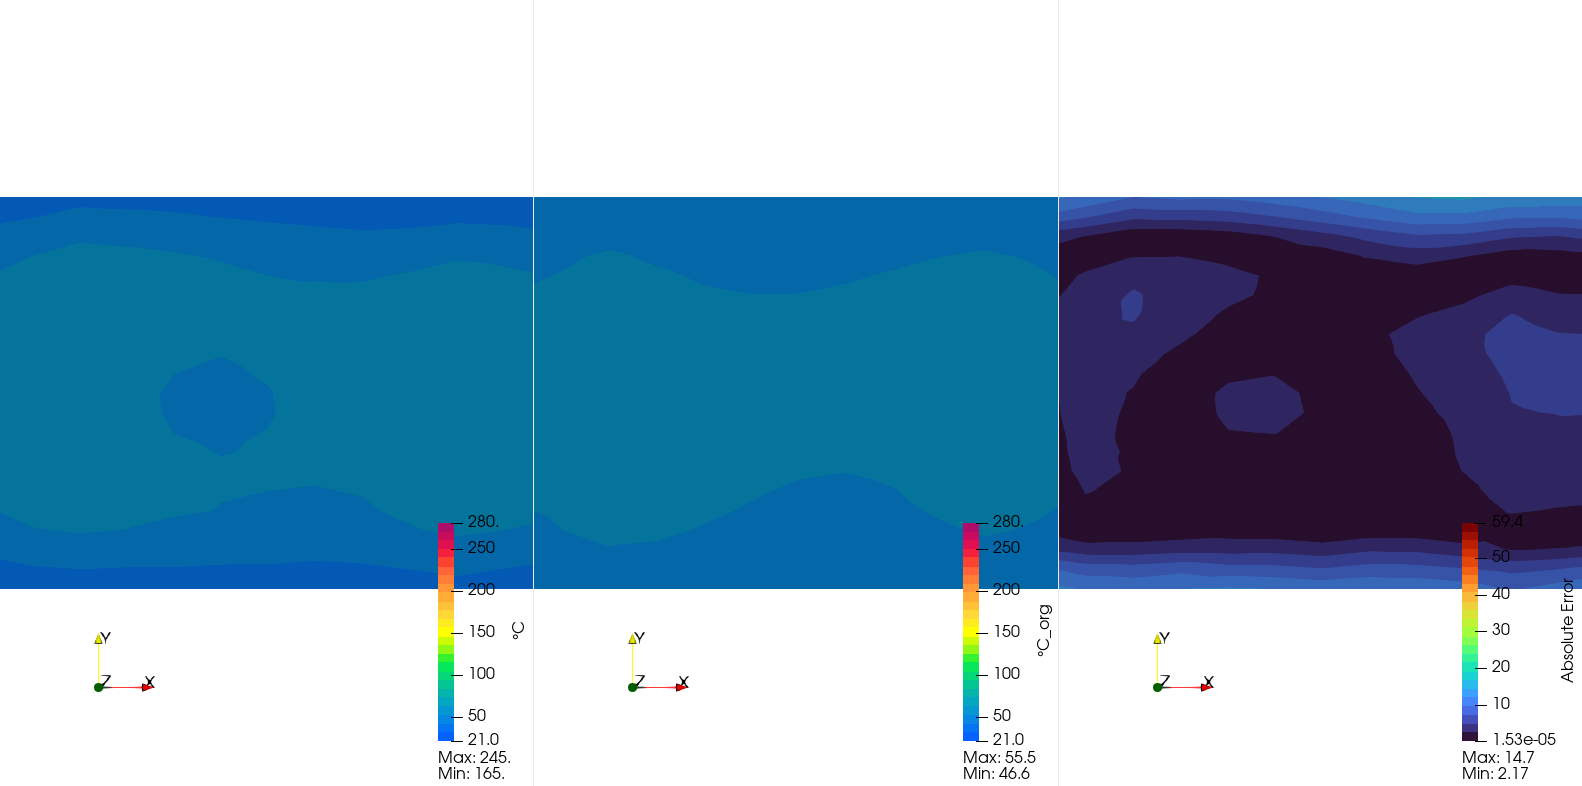 280.
250
200
150
100
50
21.0
°C
Max: 245.
Min: 165.
Y
Z
X
280.
250
200
150
100
50
21.0
°C_org
Max: 55.5
Min: 46.6
Y
Z
X
59.4
50
40
30
20
10
1.53e-05
Absolute Error
Max: 14.7
Min: 2.17
Y
Z
X